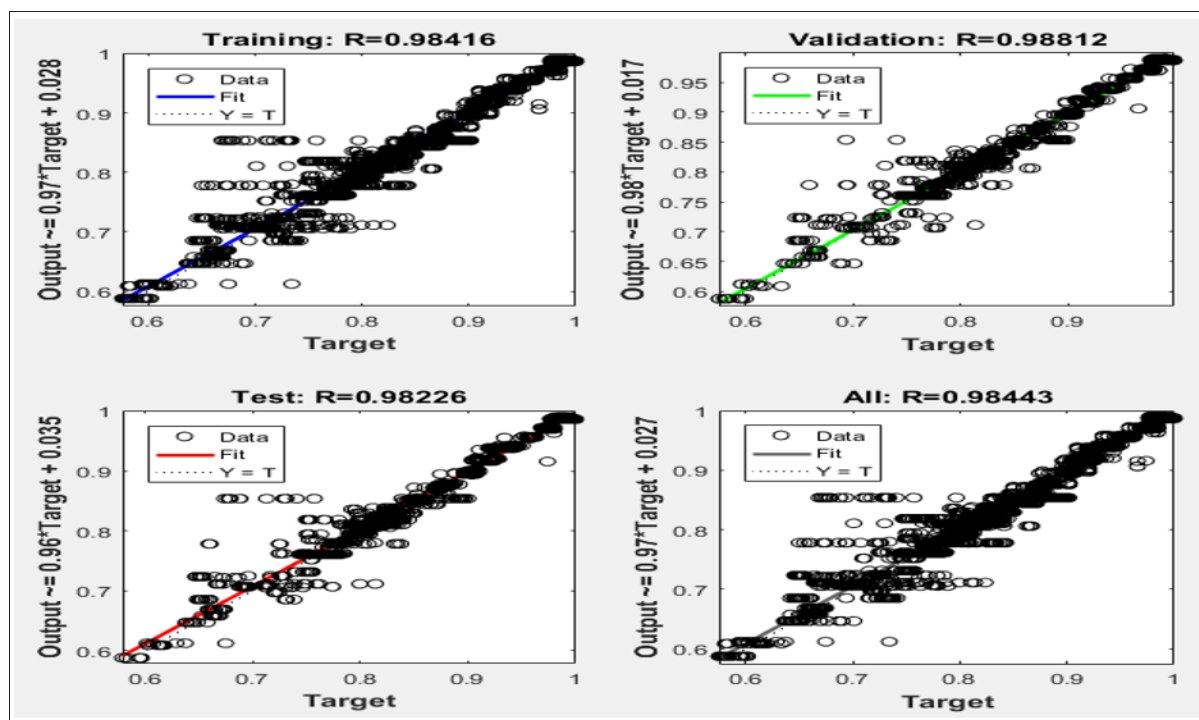 Training: R=0.98416
Output ~= 0.97*Target + 0.028
1
0.9
0.8
0.7
0.6
Data
Fit
Y = T
0.6 0.7 0.8 0.9 1
Target
Validation: R=0.98812
Output ~= 0.98*Target + 0.017
0.95
0.9
0.85
0.8
0.75
0.7
0.65
0.6
Data
Fit
Y = T
0.6 0.7 0.8 0.9 1
Target
Test: R=0.98226
Output ~= 0.96*Target + 0.035
1
0.9
0.8
0.7
0.6
Data
Fit
Y = T
0.6 0.7 0.8 0.9 1
Target
All: R=0.98443
Output ~= 0.97*Target + 0.027
1
0.9
0.8
0.7
0.6
Data
Fit
Y = T
0.6 0.7 0.8 0.9 1
Target